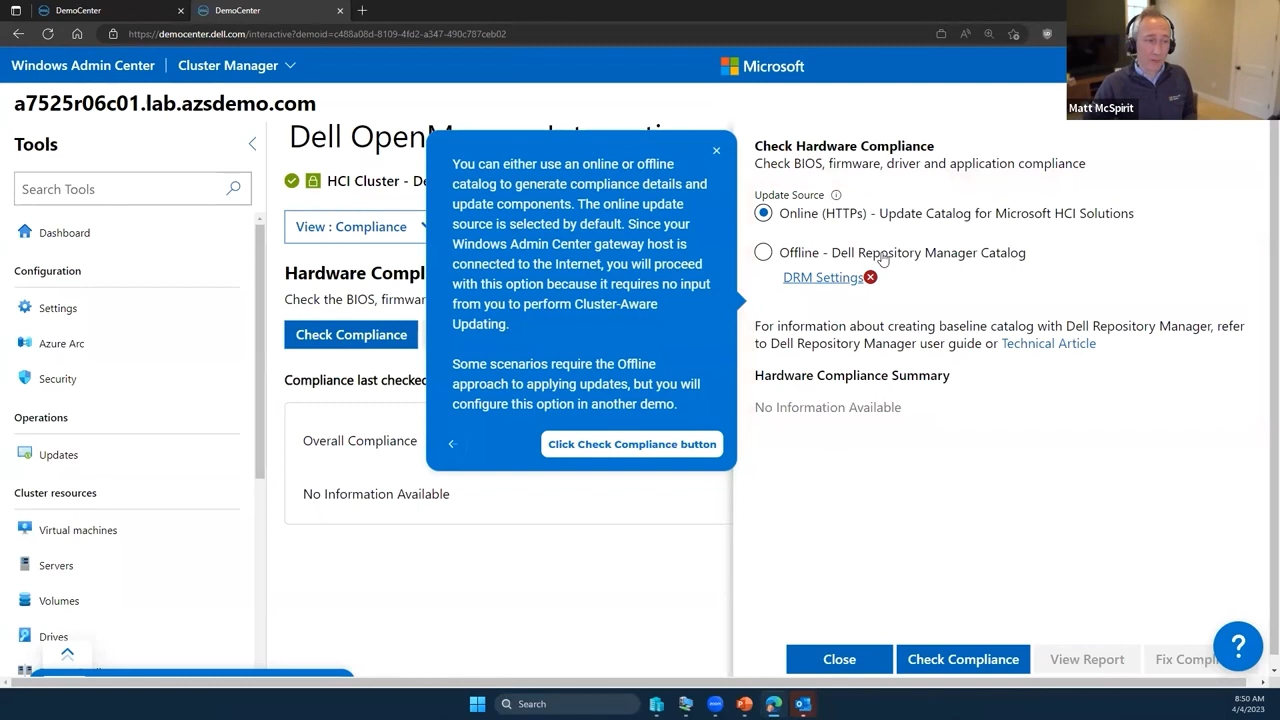 DemoCenter
DemoCenter
https://democenter.dell.com/interactive?demoid=c488a08d-8109-4fd2-a347-490c787ceb02
Windows Admin Center
Cluster Manager
Microsoft
Matt McSpirit
a7525r06c01.lab.azsdemo.com
Tools
Search Tools
Dashboard
Configuration
Settings
Azure Arc
Security
Operations
Updates
Cluster resources
Virtual machines
Servers
Volumes
Drives
Dell Open
HCI Cluster - De
View : Compliance
Hardware Compl
Check the BIOS, firmwar
Check Compliance
Compliance last checked
Overall Compliance
No Information Available
You can either use an online or offline
catalog to generate compliance details and
update components. The online update
source is selected by default. Since your
Windows Admin Center gateway host is
connected to the Internet, you will proceed
with this option because it requires no input
from you to perform Cluster-Aware
Updating.
Some scenarios require the Offline
approach to applying updates, but you will
configure this option in another demo.
Click Check Compliance button
Check Hardware Compliance
Check BIOS, firmware, driver and application compliance
Update Source
Online (HTTPs) - Update Catalog for Microsoft HCI Solutions
Offline - Dell Repository Manager Catalog
DRM Settings
For information about creating baseline catalog with Dell Repository Manager, refer
to Dell Repository Manager user guide or Technical Article
Hardware Compliance Summary
No Information Available
Close
Check Compliance
View Report
Fix Compli
?
Search
8:50 AM
4/4/2023